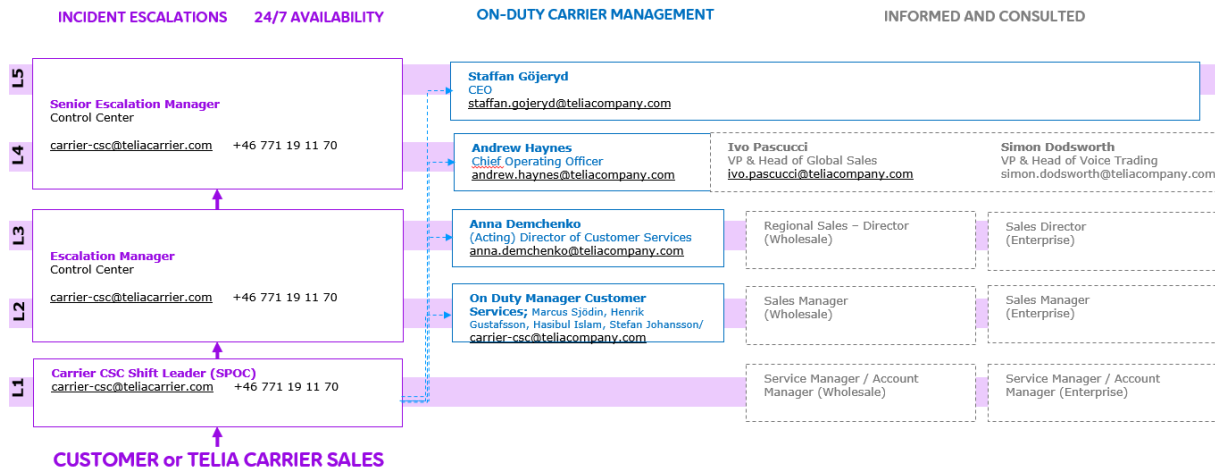 INCIDENT ESCALATIONS 24/7 AVAILABILITY
ON-DUTY CARRIER MANAGEMENT
INFORMED AND CONSULTED
L5
Senior Escalation Manager
Control Center
carrier-csc@teliacarrier.com +46 771 19 11 70
Staffan Göjeryd
CEO
staffan.gojeryd@teliacompany.com
L4
Andrew Haynes
Chief Operating Officer
andrew.haynes@teliacompany.com
Ivo Pascucci
VP & Head of Global Sales
ivo.pascucci@teliacompany.com
Simon Dodsworth
VP & Head of Voice Trading
simon.dodsworth@teliacompany.com
L3
Escalation Manager
Control Center
carrier-csc@teliacarrier.com +46 771 19 11 70
Anna Demchenko
(Acting) Director of Customer Services
anna.demchenko@teliacompany.com
Regional Sales – Director
(Wholesale)
Sales Director
(Enterprise)
L2
On Duty Manager Customer
Services; Marcus Sjödin, Henrik
Gustafsson, Hasibul Islam, Stefan Johansson/
carrier-csc@teliacompany.com
Sales Manager
(Wholesale)
Sales Manager
(Enterprise)
L1
Carrier CSC Shift Leader (SPOC)
carrier-csc@teliacarrier.com +46 771 19 11 70
Service Manager / Account
Manager (Wholesale)
Service Manager / Account
Manager (Enterprise)
CUSTOMER or TELIA CARRIER SALES